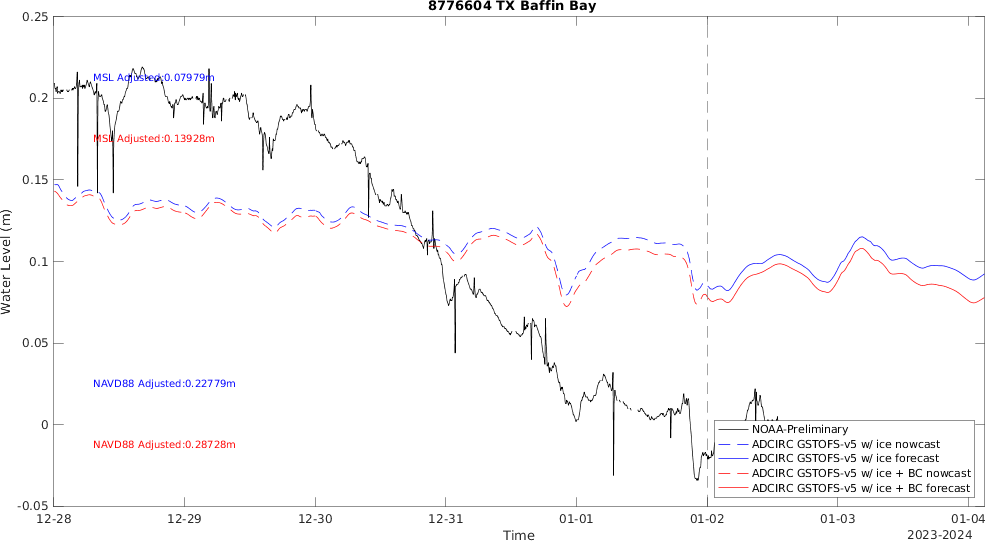 8776604 TX Baffin Bay
0.25
0.2
0.15
0.1
0.05
0
-0.05
Water Level (m)
MSL Adjusted:0.07979m
MSL Adjusted:0.13928m
NAVD88 Adjusted:0.22779m
NAVD88 Adjusted:0.28728m
NOAA-Preliminary
ADCIRC GSTOFS-v5 w/ ice nowcast
ADCIRC GSTOFS-v5 w/ ice forecast
ADCIRC GSTOFS-v5 w/ ice + BC nowcast
ADCIRC GSTOFS-v5 w/ ice + BC forecast
12-28 12-29 12-30 12-31 01-01 01-02 01-03 01-04
Time
2023-2024